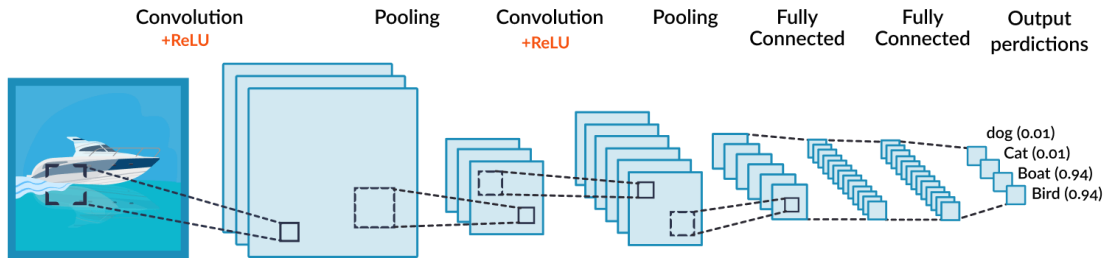 Convolution
+ReLU
Pooling
Convolution
+ReLU
Pooling
Fully
Connected
Fully
Connected
Output
perdictions
dog (0.01)
Cat (0.01)
Boat (0.94)
Bird (0.94)